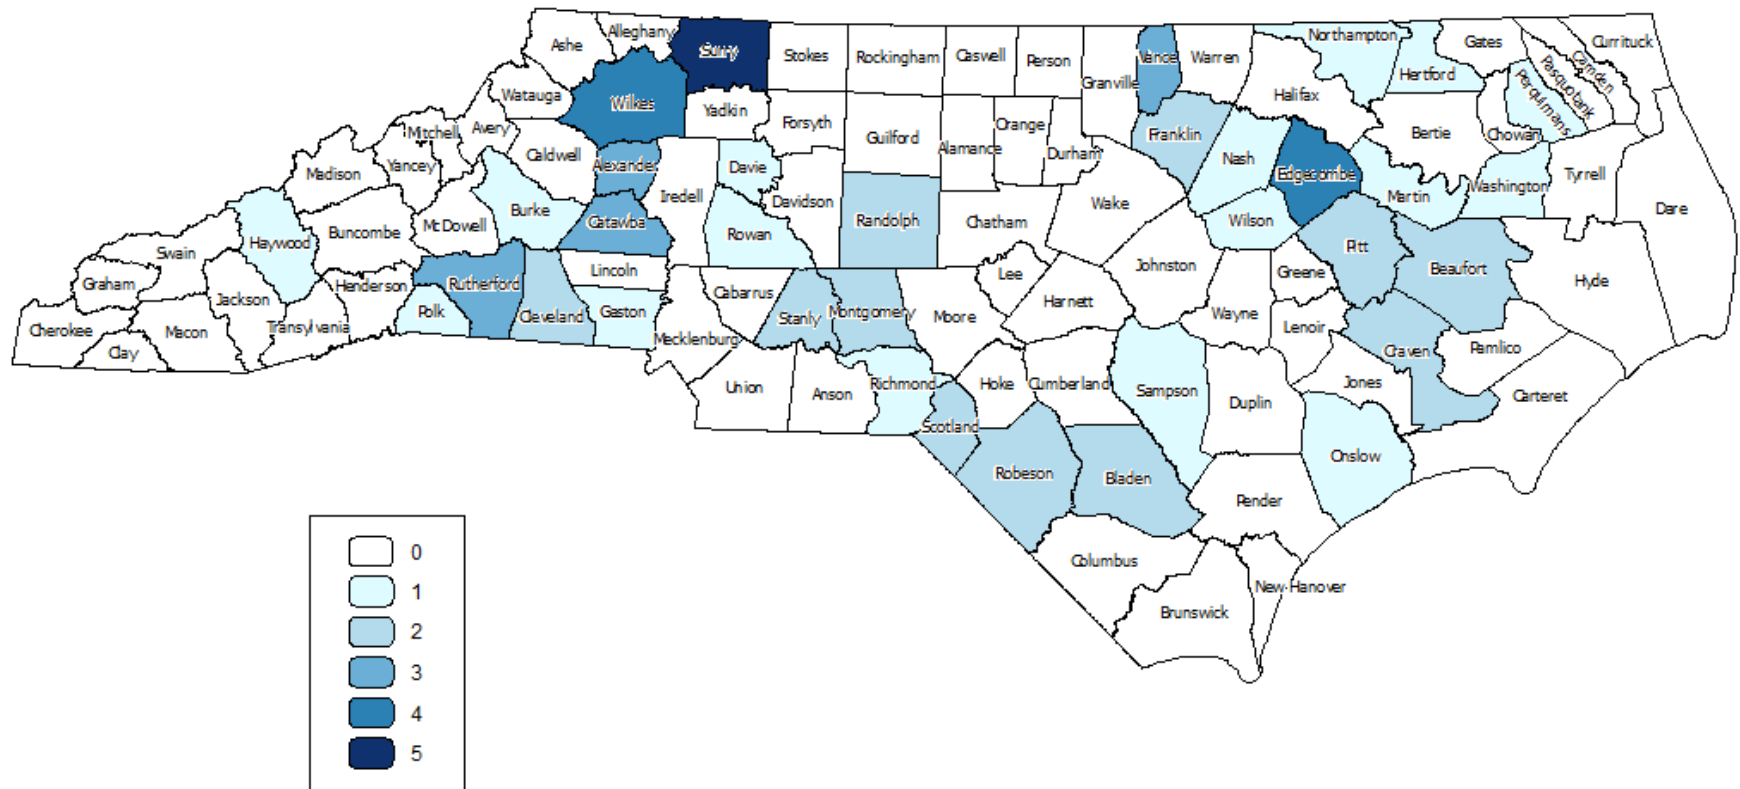 Ashe
Alleghany
Surry
Stokes
Rockingham
Caswell
Person
Granville
Vance
Warren
Northampton
Hertford
Gates
Currituck
Camden
Pasquotank
Perquimans
Chowan
Halifax
Bertie
Watauga
Wilkes
Yadkin
Forsyth
Guilford
Alamance
Orange
Durham
Franklin
Nash
Edgecombe
Martin
Washington
Tyrrell
Dare
Mitchell
Avery
Caldwell
Alexander
Iredell
Davie
Davidson
Randolph
Chatham
Wake
Wilson
Pitt
Beaufort
Hyde
Madison
Yancey
Burke
Catawba
Rowan
Johnston
Greene
Haywood
Buncombe
McDowell
Swain
Rutherford
Lincoln
Cabarrus
Stanly
Montgomery
Moore
Lee
Harnett
Wayne
Lenoir
Craven
Pamlico
Graham
Jackson
Henderson
Polk
Cleveland
Gaston
Mecklenburg
Cherokee
Clay
Macon
Transylvania
Union
Anson
Richmond
Hoke
Cumberland
Sampson
Duplin
Jones
Carteret
Scotland
Robeson
Bladen
Pender
Onslow
Columbus
Brunswick
New Hanover
0
1
2
3
4
5